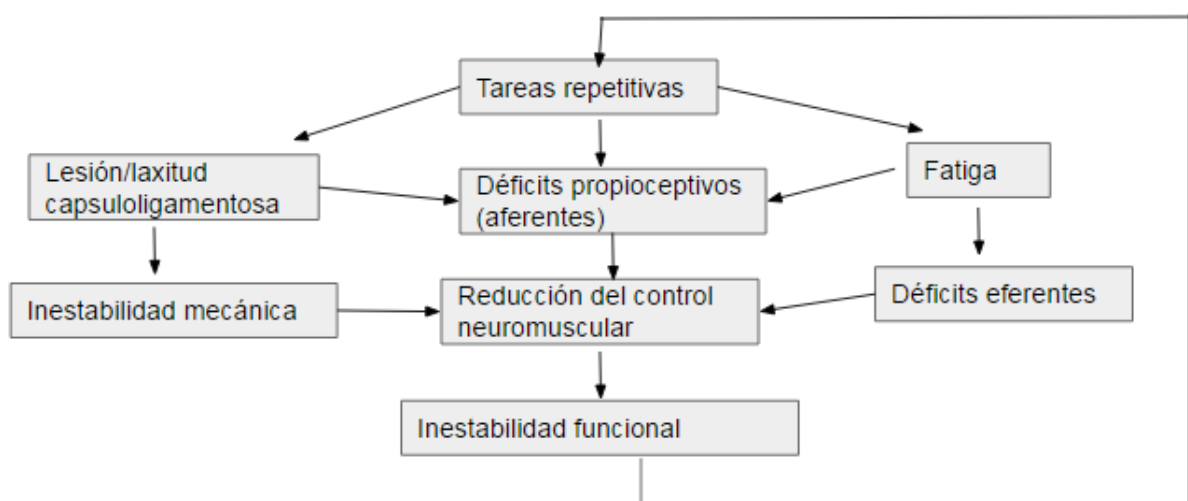 Tareas repetitivas
Lesión/laxitud
capsuloligamentosa
Déficits propioceptivos
(aferentes)
Fatiga
Inestabilidad mecánica
Reducción del control
neuromuscular
Déficits eferentes
Inestabilidad funcional